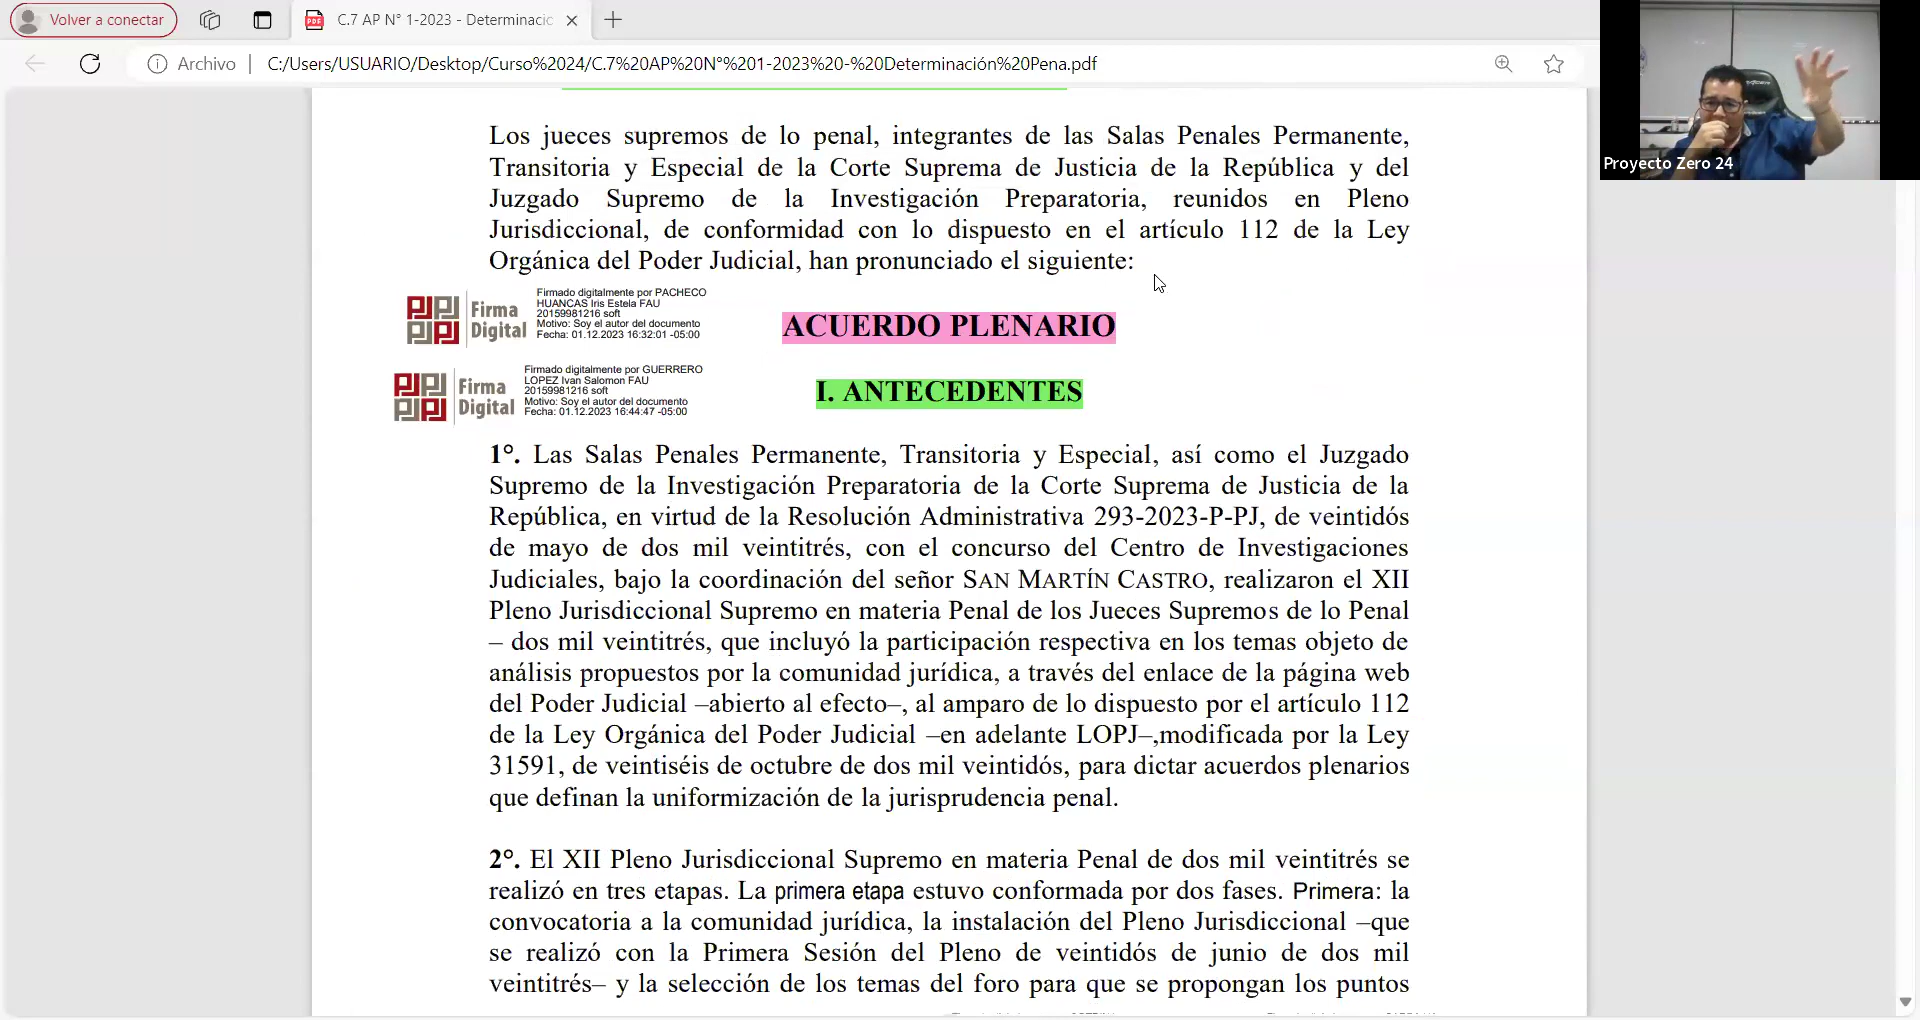 Volver a conectar
C.7 AP N° 1-2023 - Determinació
Archivo
C:/Users/USUARIO/Desktop/Curso%2024/C.7%20AP%20N°%201-2023%20-%20Determinación%20Pena.pdf
Proyecto Zero 24
Los jueces supremos de lo penal, integrantes de las Salas Penales Permanente,
Transitoria y Especial de la Corte Suprema de Justicia de la República y del
Juzgado Supremo de la Investigación Preparatoria, reunidos en Pleno
Jurisdiccional, de conformidad con lo dispuesto en el artículo 112 de la Ley
Orgánica del Poder Judicial, han pronunciado el siguiente:
Firma
Digital
Firmado digitalmente por PACHECO
HUANCAS Iris Estela FAU
20159981216 soft
Motivo: Soy el autor del documento
Fecha: 01.12.2023 16:32:01 -05:00
ACUERDO PLENARIO
Firma
Digital
Firmado digitalmente por GUERRERO
LOPEZ Ivan Salomon FAU
20159981216 soft
Motivo: Soy el autor del documento
Fecha: 01.12.2023 16:44:47 -05:00
I. ANTECEDENTES
1°. Las Salas Penales Permanente, Transitoria y Especial, así como el Juzgado
Supremo de la Investigación Preparatoria de la Corte Suprema de Justicia de la
República, en virtud de la Resolución Administrativa 293-2023-P-PJ, de veintidós
de mayo de dos mil veintitrés, con el concurso del Centro de Investigaciones
Judiciales, bajo la coordinación del señor SAN MARTÍN CASTRO, realizaron el XII
Pleno Jurisdiccional Supremo en materia Penal de los Jueces Supremos de lo Penal
– dos mil veintitrés, que incluyó la participación respectiva en los temas objeto de
análisis propuestos por la comunidad jurídica, a través del enlace de la página web
del Poder Judicial –abierto al efecto–, al amparo de lo dispuesto por el artículo 112
de la Ley Orgánica del Poder Judicial –en adelante LOPJ–,modificada por la Ley
31591, de veintiséis de octubre de dos mil veintidós, para dictar acuerdos plenarios
que definan la uniformización de la jurisprudencia penal.
2°. El XII Pleno Jurisdiccional Supremo en materia Penal de dos mil veintitrés se
realizó en tres etapas. La primera etapa estuvo conformada por dos fases. Primera: la
convocatoria a la comunidad jurídica, la instalación del Pleno Jurisdiccional –que
se realizó con la Primera Sesión del Pleno de veintidós de junio de dos mil
veintitrés– y la selección de los temas del foro para que se propongan los puntos